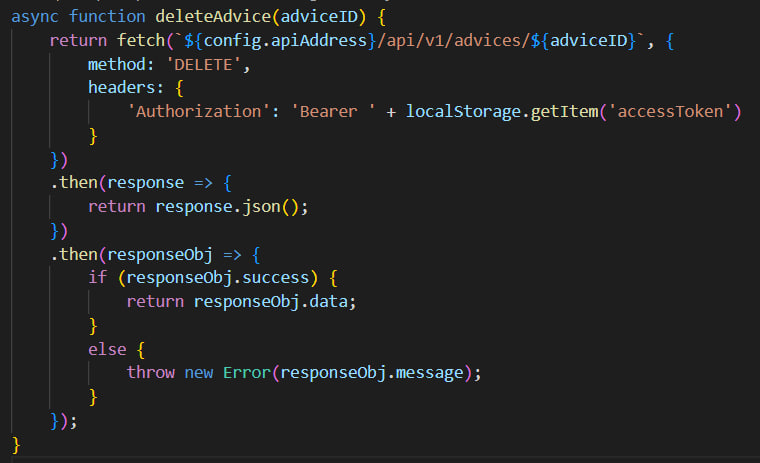 async function deleteAdvice(adviceID) {
    return fetch(`${config.apiAddress}/api/v1/advices/${adviceID}`, {
        method: 'DELETE',
        headers: {
            'Authorization': 'Bearer ' + localStorage.getItem('accessToken')
        }
    })
    .then(response => {
        return response.json();
    })
    .then(responseObj => {
        if (responseObj.success) {
            return responseObj.data;
        }
        else {
            throw new Error(responseObj.message);
        }
    });
}